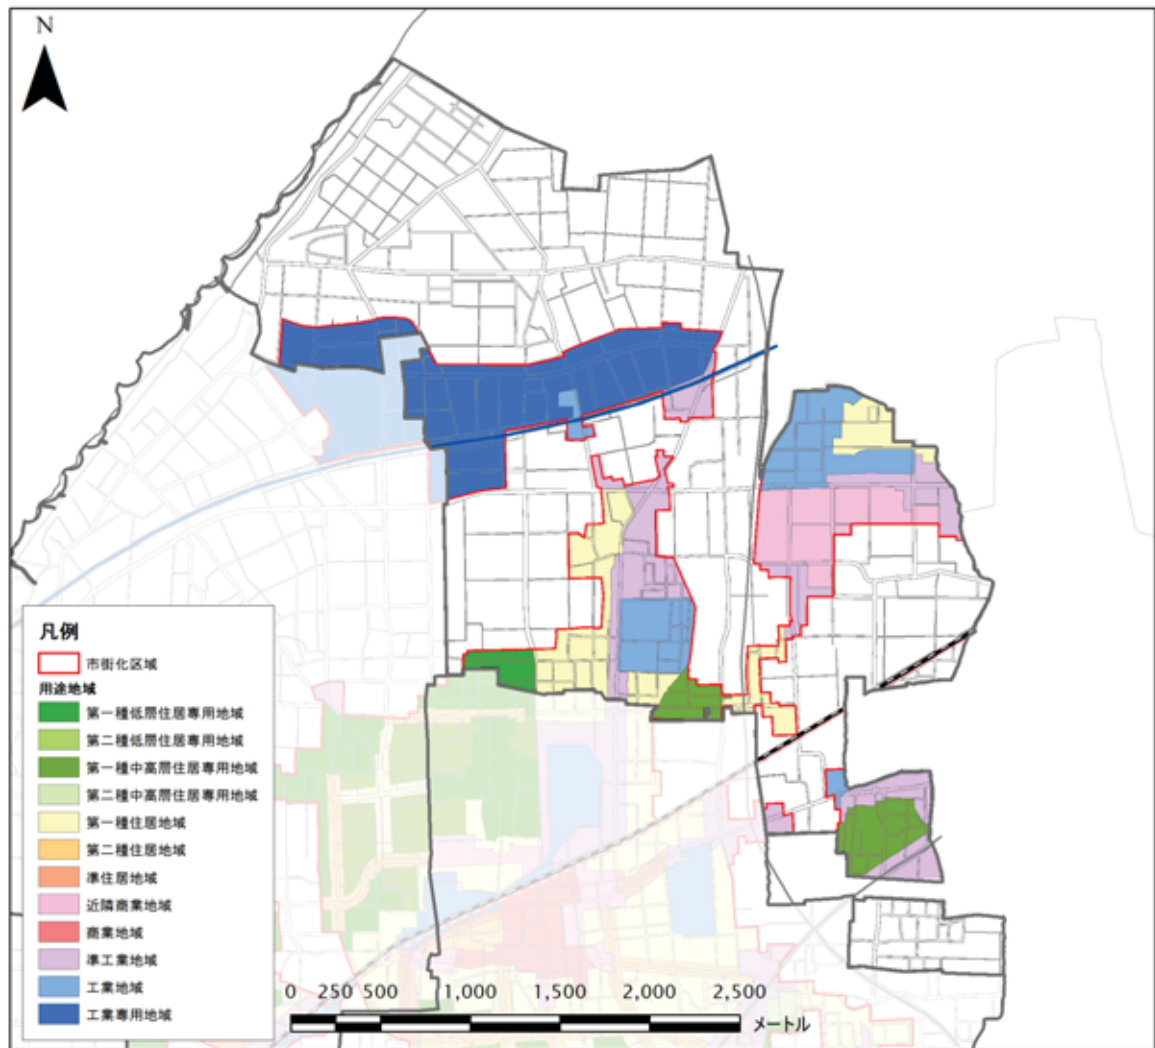 N
凡例
市街化区域
用途地域
第一種低層住居専用地域
第二種低層住居専用地域
第一種中高層住居専用地域
第二種中高層住居専用地域
第一種住居地域
第二種住居地域
準住居地域
近隣商業地域
商業地域
準工業地域
工業地域
工業専用地域
0 250 500 1,000 1,500 2,000 2,500
メートル